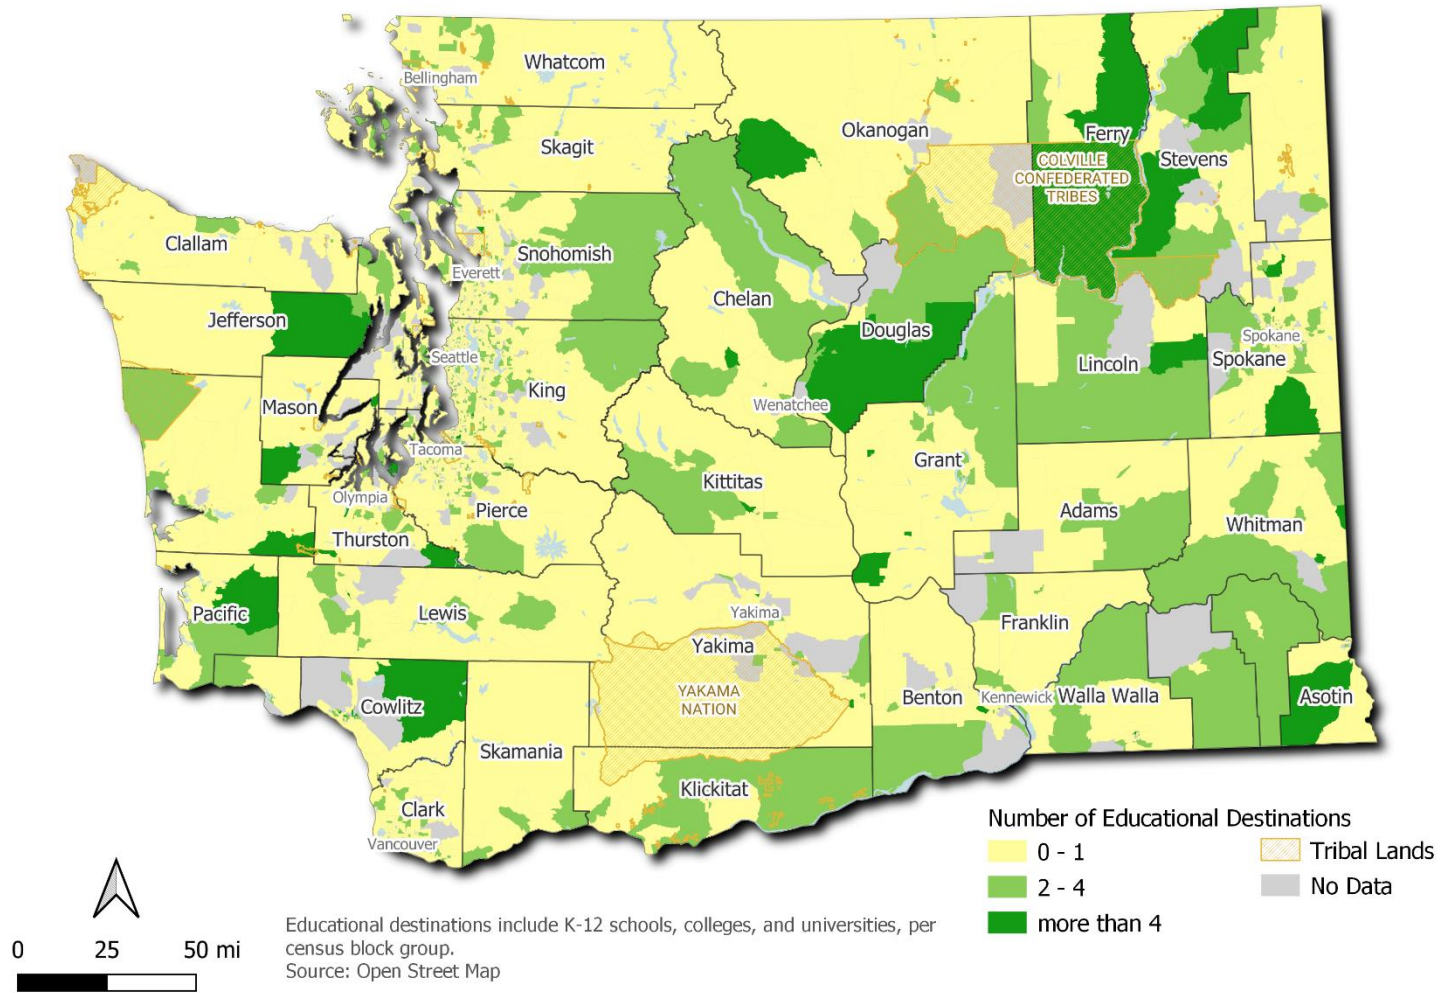 Whatcom
Bellingham
Okanogan
Ferry
Skagit
COLVILLE
CONFEDERATED
TRIBES
Stevens
Clallam
Snohomish
Everett
Chelan
Jefferson
Douglas
Seattle
Spokane
Lincoln
Spokane
King
Mason
Wenatchee
Tacoma
Grant
Kittitas
Olympia
Pierce
Adams
Whitman
Thurston
Pacific
Lewis
Yakima
Franklin
Yakima
YAKAMA
NATION
Benton
Kennewick
Walla Walla
Asotin
Cowlitz
Skamania
Klickitat
Clark
Vancouver
Number of Educational Destinations
0 - 1
2 - 4
more than 4
Tribal Lands
No Data
0 25 50 mi
Educational destinations include K-12 schools, colleges, and universities, per
census block group.
Source: Open Street Map